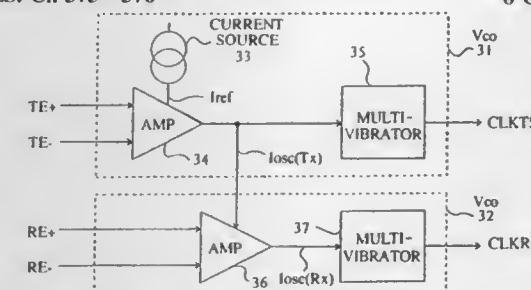 CURRENT
SOURCE
33
Vco
31
35
Iref
TE+
AMP
MULTI-
VIBRATOR
CLKTS
TE-
34
Iosc(Tx)
Vco
32
37
RE+
AMP
MULTI-
VIBRATOR
CLKR
RE-
36
Iosc(Rx)